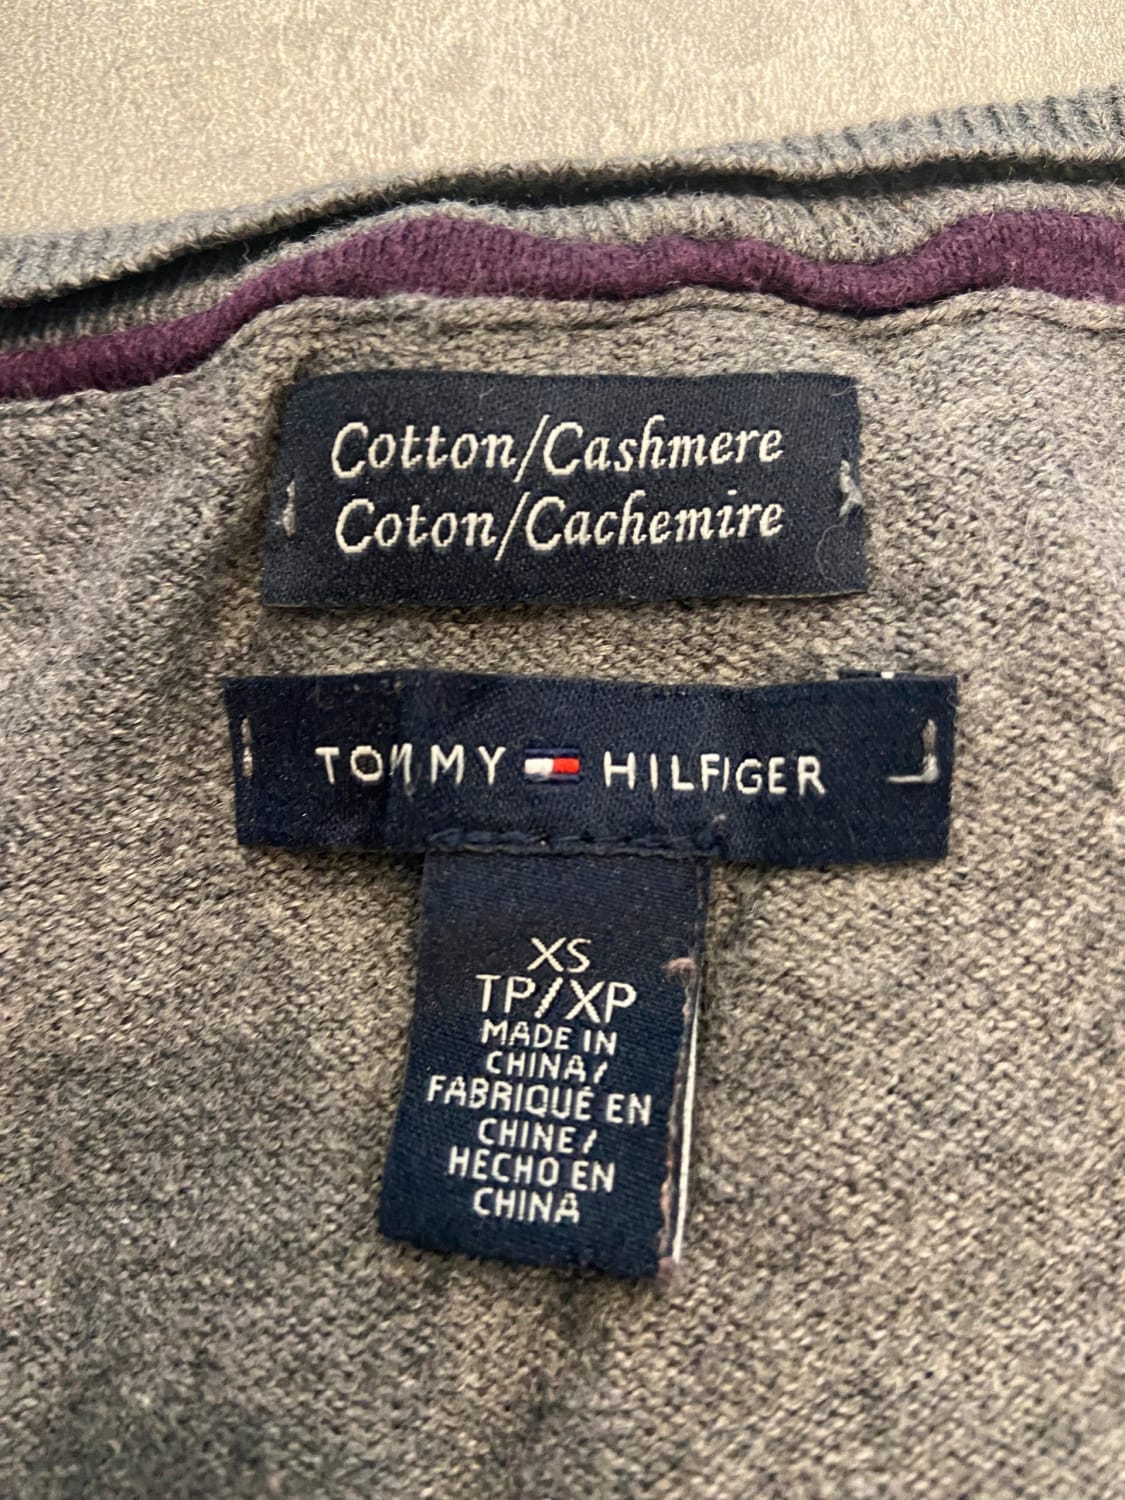 Cotton/Cashmere
Coton/Cachemire
TOMMY HILFIGER
XS
TP/XP
MADE IN
CHINA/
FABRIQUÉ EN
CHINE/
HECHO EN
CHINA